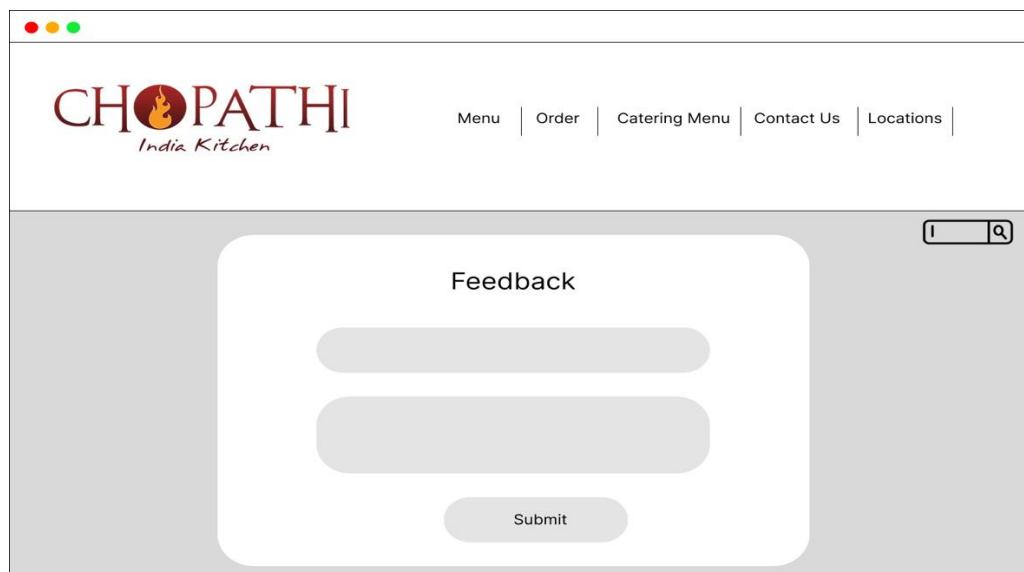 CHOPATHI
India Kitchen
Menu Order Catering Menu Contact Us Locations
Feedback
Submit